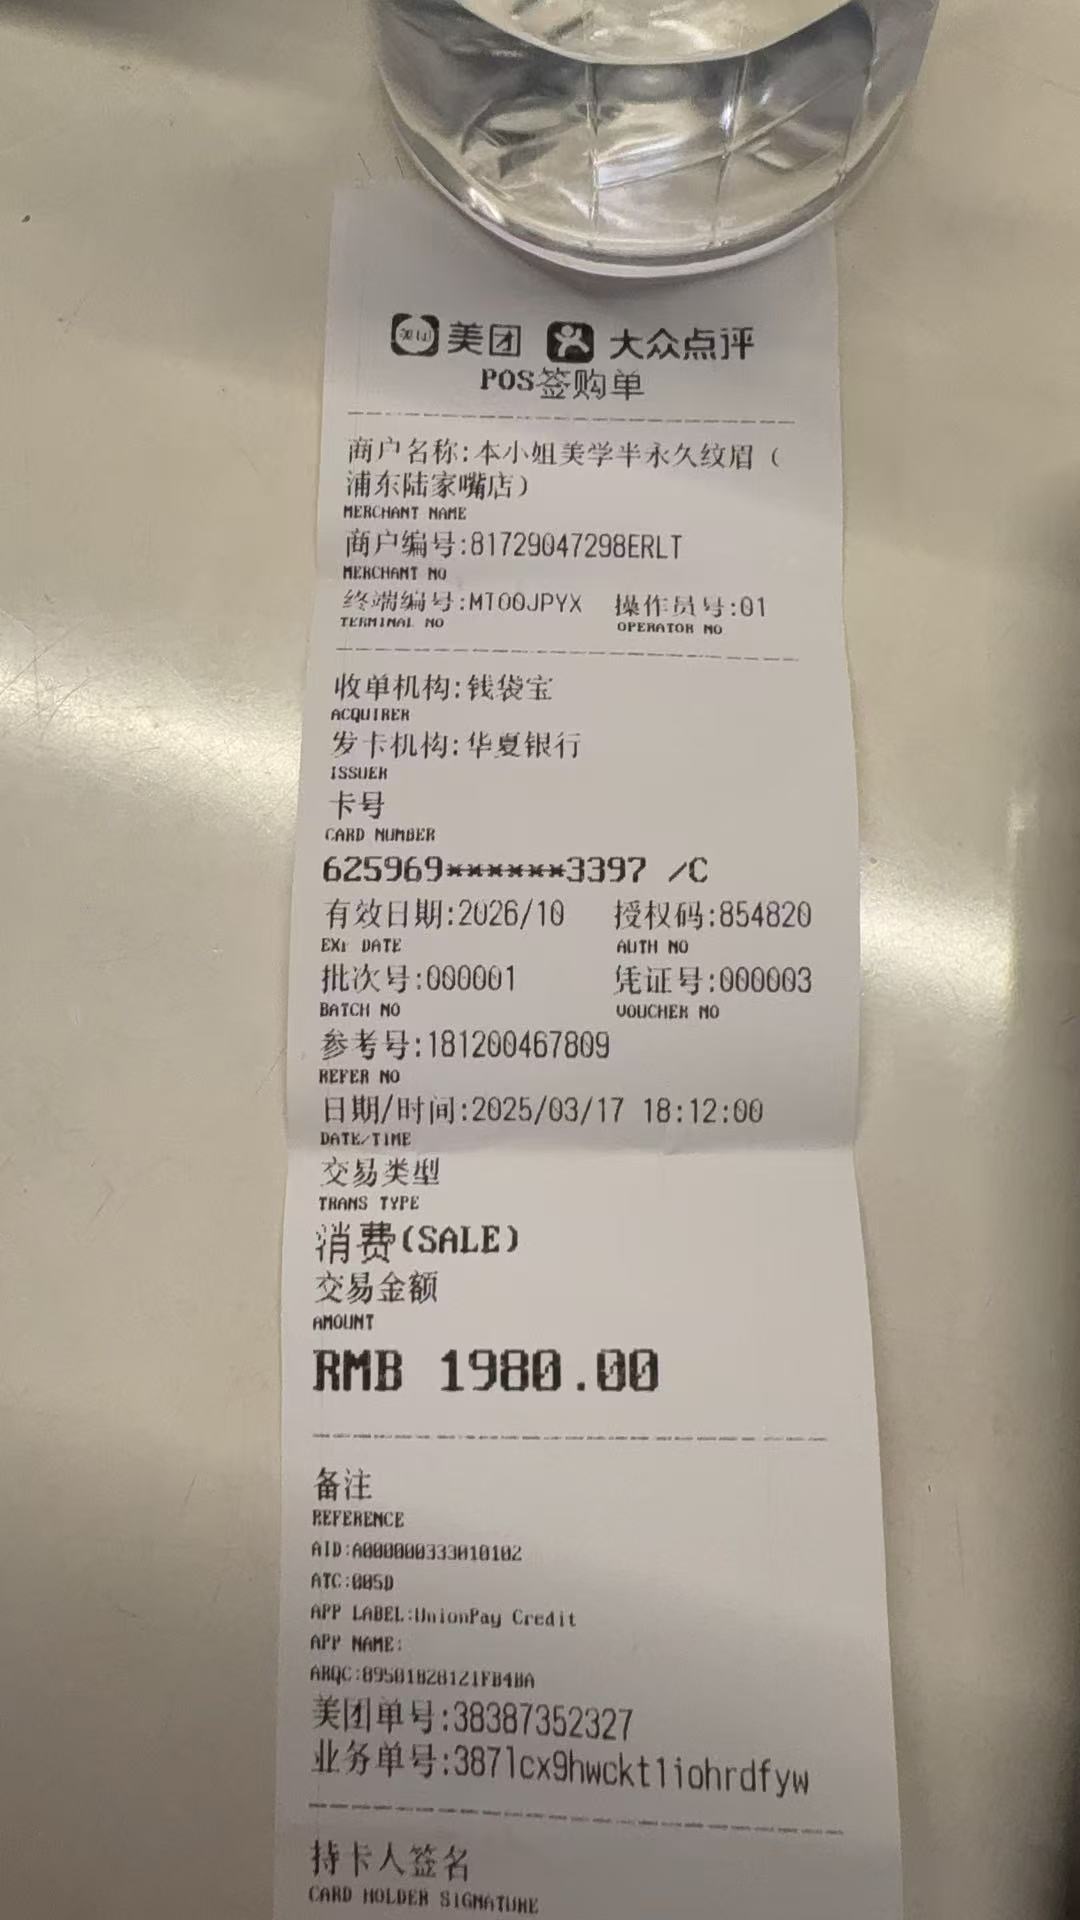 美团 美团 大众点评
POS签购单
商户名称:本小姐美学半永久纹眉（
浦东陆家嘴店）
MERCHANT NAME
商户编号:81729047298ERLT
MERCHANT NO
终端编号:MT00JPYX 操作员号:01
TERMINAL NO OPERATOR NO
收单机构:钱袋宝
ACQUIRER
发卡机构:华夏银行
ISSUER
卡号
CARD NUMBER
625969******3397 /C
有效日期:2026/10 授权码:854820
EXP DATE AUTH NO
批次号:000001 凭证号:000003
BATCH NO VOUCHER NO
参考号:181200467809
REFER NO
日期/时间:2025/03/17 18:12:00
DATE/TIME
交易类型
TRANS TYPE
消费(SALE)
交易金额
AMOUNT
RMB 1980.00
备注
REFERENCE
AID:A000000333010102
ATC:005D
APP LABEL:UnionPay Credit
APP NAME:
ARQC:89501828121FB4BA
美团单号:38387352327
业务单号:387lcx9hwckt1iohrdfyw
持卡人签名
CARD HOLDER SIGNATURE